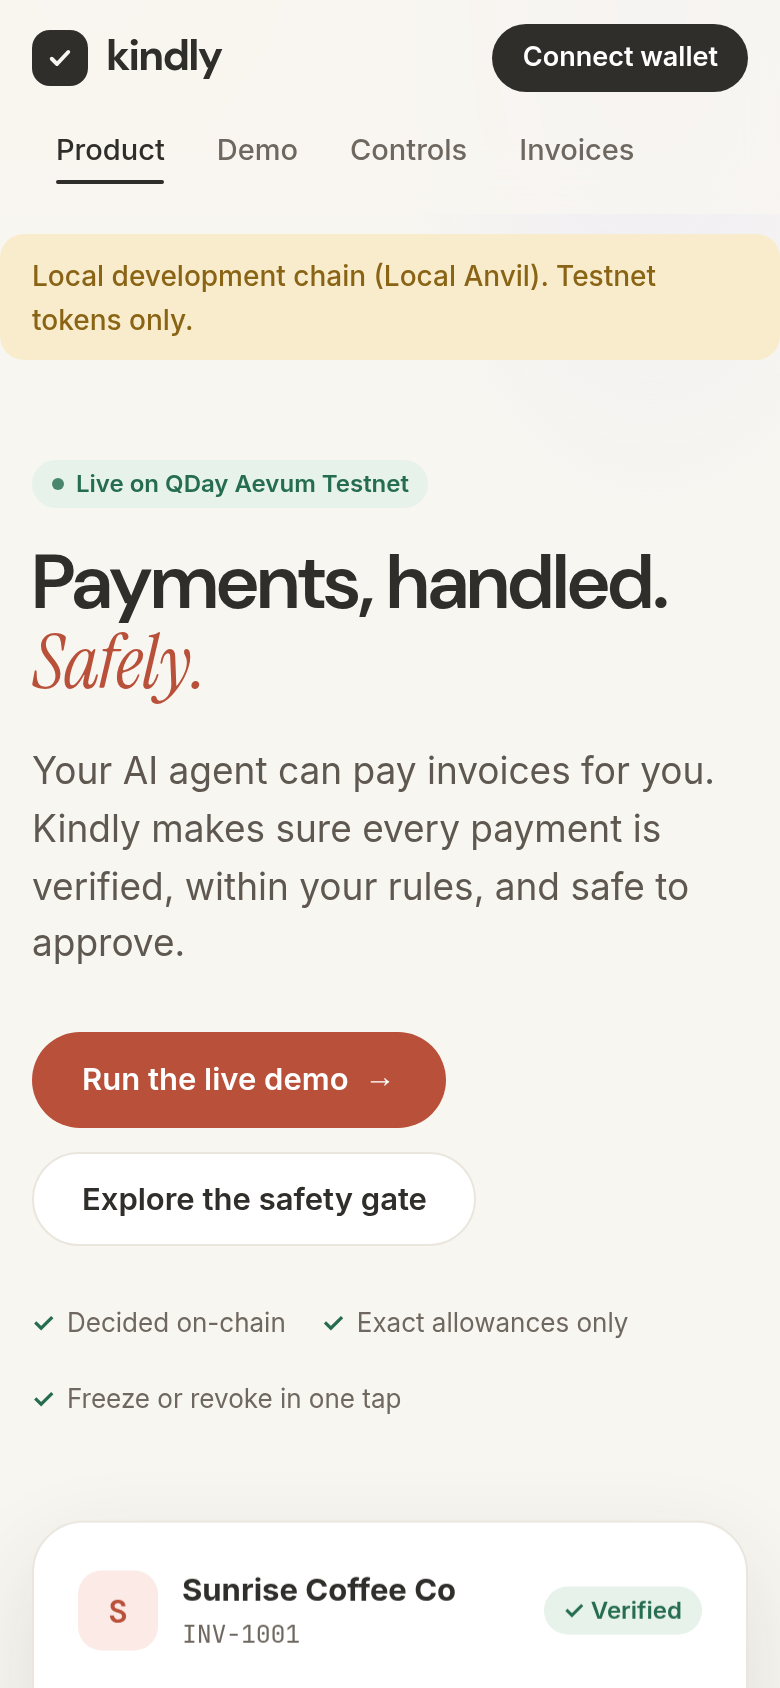 kindly
Connect wallet
Product Demo Controls Invoices
Local development chain (Local Anvil). Testnet
tokens only.
Live on QDay Aevum Testnet
Payments, handled.
Safely.
Your AI agent can pay invoices for you.
Kindly makes sure every payment is
verified, within your rules, and safe to
approve.
Run the live demo →
Explore the safety gate
✓ Decided on-chain ✓ Exact allowances only
✓ Freeze or revoke in one tap
S
Sunrise Coffee Co
INV-1001
✓ Verified